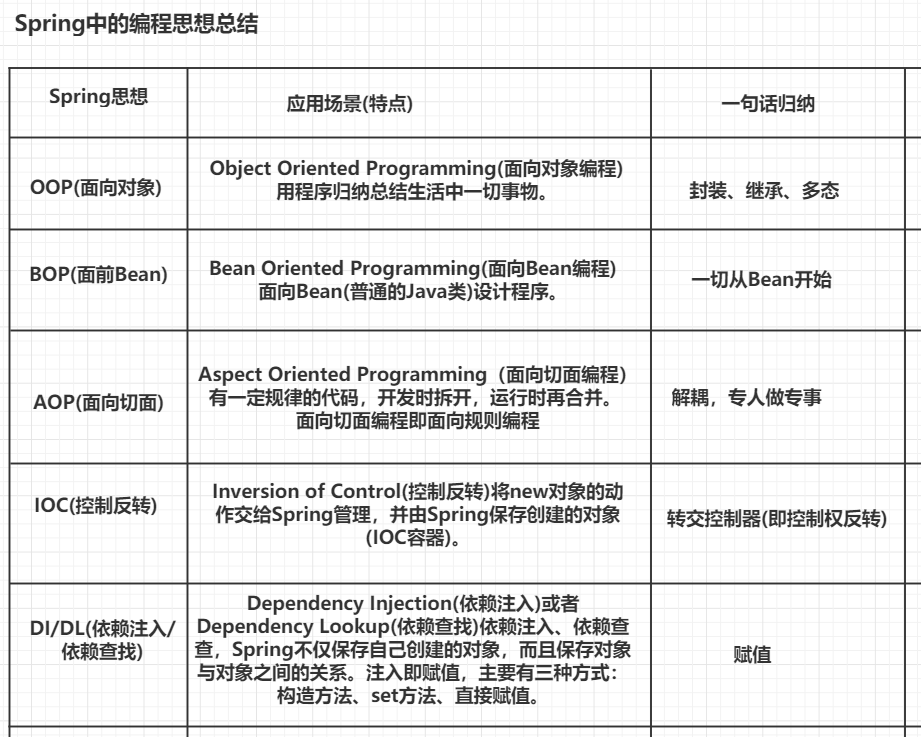 Spring中的编程思想总结
Spring思想
应用场景(特点)
一句话归纳
OOP(面向对象)
Object Oriented Programming(面向对象编程)
用程序归纳总结生活中一切事物。
封装、继承、多态
BOP(面前Bean)
Bean Oriented Programming(面向Bean编程)
面向Bean(普通的Java类)设计程序。
一切从Bean开始
AOP(面向切面)
Aspect Oriented Programming（面向切面编程）
有一定规律的代码，开发时拆开，运行时再合并。
面向切面编程即面向规则编程
解耦，专人做专事
IOC(控制反转)
Inversion of Control(控制反转)将new对象的动
作交给Spring管理，并由Spring保存创建的对象
(IOC容器)。
转交控制器(即控制权反转)
DI/DL(依赖注入/
依赖查找)
Dependency Injection(依赖注入)或者
Dependency Lookup(依赖查找)依赖注入、依赖查
查，Spring不仅保存自己创建的对象，而且保存对象
与对象之间的关系。注入即赋值，主要有三种方式：
构造方法、set方法、直接赋值。
赋值